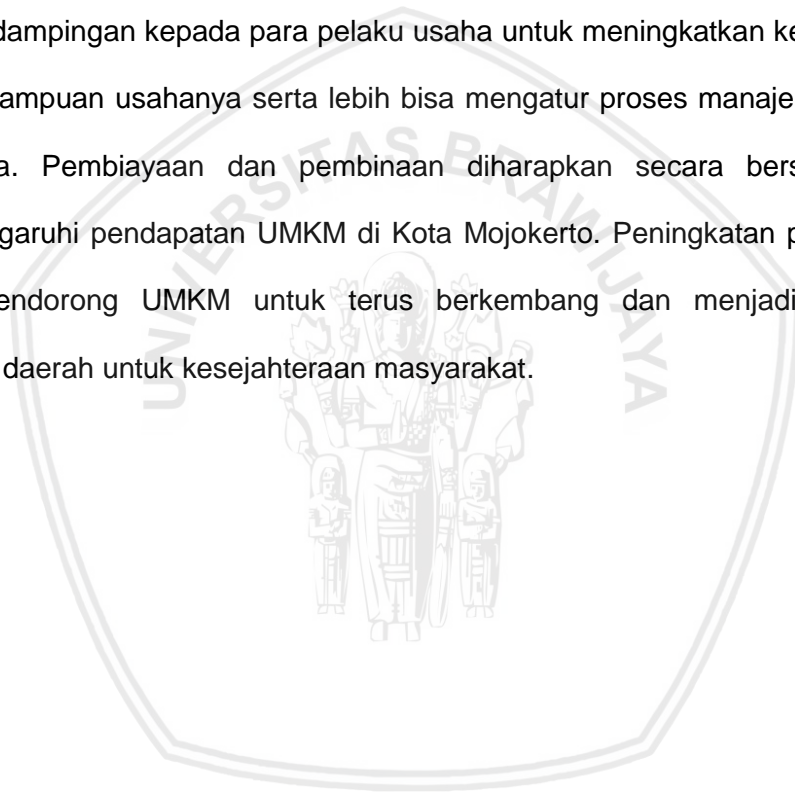 dampingan kepada para pelaku usaha untuk meningkatkan ke
ampuan usahanya serta lebih bisa mengatur proses manaje
a. Pembiayaan dan pembinaan diharapkan secara bers
garuhi pendapatan UMKM di Kota Mojokerto. Peningkatan p
endorong UMKM untuk terus berkembang dan menjadi
daerah untuk kesejahteraan masyarakat.
UNIVERSITAS BRAWIJAYA